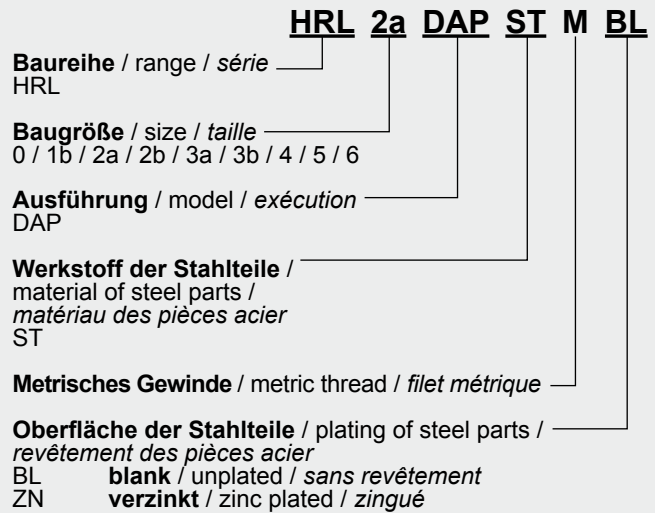 HRL 2a DAP ST M BL
Baureihe / range / série
HRL
Baugröße / size / taille
0 / 1b / 2a / 2b / 3a / 3b / 4 / 5 / 6
Ausführung / model / exécution
DAP
Werkstoff der Stahlteile /
material of steel parts /
matériau des pièces acier
ST
Metrisches Gewinde / metric thread / filet métrique
Oberfläche der Stahlteile / plating of steel parts /
revêtement des pièces acier
BL blank / unplated / sans revêtement
ZN verzinkt / zinc plated / zingué